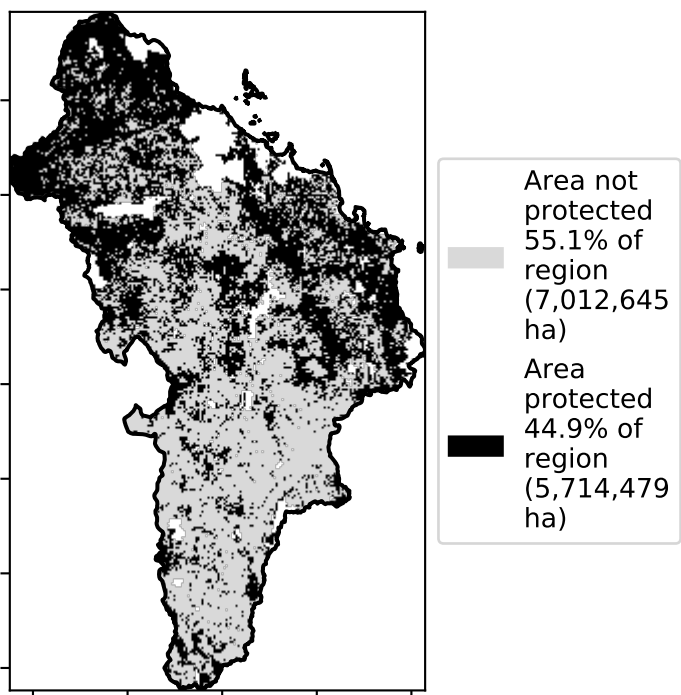 Area not
protected
55.1% of
region
(7,012,645
ha)
Area
protected
44.9% of
region
(5,714,479
ha)